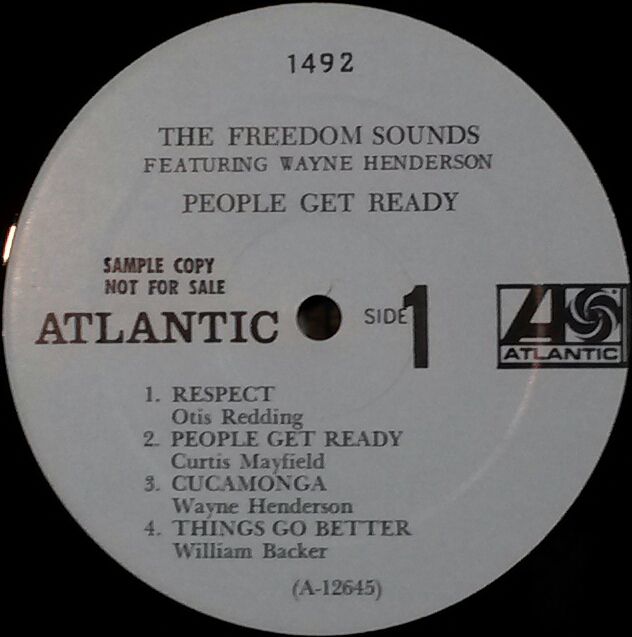 1492
THE FREEDOM SOUNDS
FEATURING WAYNE HENDERSON
PEOPLE GET READY
SAMPLE COPY
NOT FOR SALE
ATLANTIC
SIDE 1
A
ATLANTIC
1. RESPECT
Otis Redding
2. PEOPLE GET READY
Curtis Mayfield
3. CUCAMONGA
Wayne Henderson
4. THINGS GO BETTER
William Backer
(A-12645)